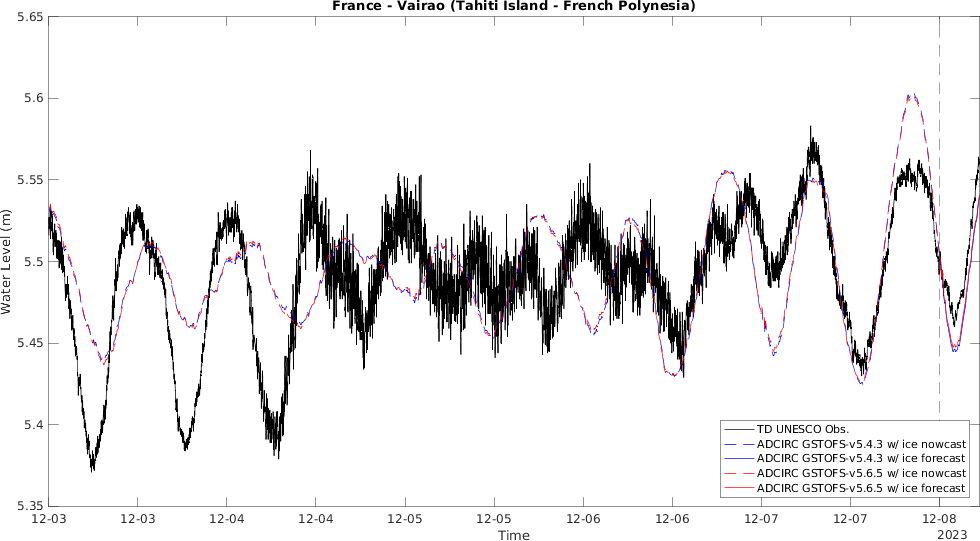 France - Vairao (Tahiti Island - French Polynesia)
5.65
5.6
5.55
5.5
5.45
5.4
5.35
Water Level (m)
TD UNESCO Obs.
ADCIRC GSTOFS-v5.4.3 w/ ice nowcast
ADCIRC GSTOFS-v5.4.3 w/ ice forecast
ADCIRC GSTOFS-v5.6.5 w/ ice nowcast
ADCIRC GSTOFS-v5.6.5 w/ ice forecast
12-03 12-03 12-04 12-04 12-05 12-05 12-06 12-06 12-07 12-07 12-08
2023
Time